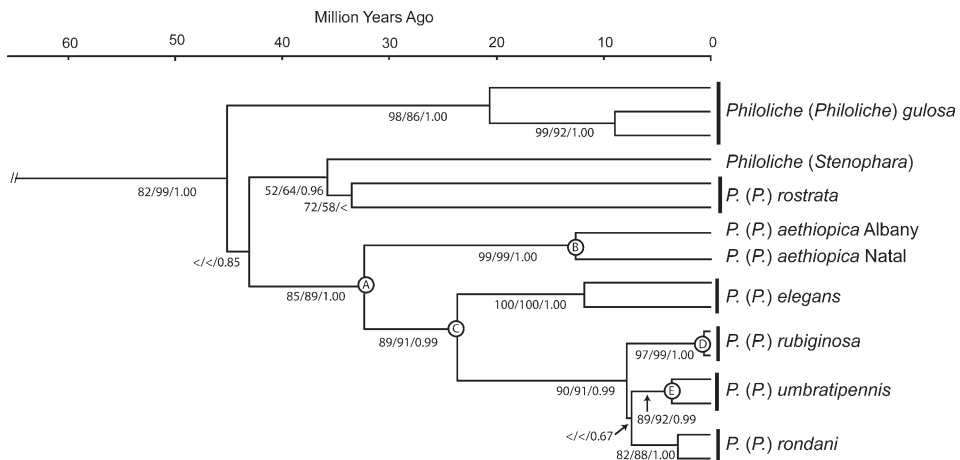 Million Years Ago
60 50 40 30 20 10 0
98/86/1.00
99/92/1.00
Philoliche (Philoliche) gulosa
82/99/1.00
52/64/0.96
Philoliche (Stenophara)
72/58/<
P. (P.) rostrata
P. (P.) aethiopica Albany
99/99/1.00
B
P. (P.) aethiopica Natal
</</0.85
85/89/1.00
A
100/100/1.00
P. (P.) elegans
89/91/0.99
C
97/99/1.00
D
P. (P.) rubiginosa
90/91/0.99
E
P. (P.) umbratipennis
89/92/0.99
</</0.67
82/88/1.00
P. (P.) rondani